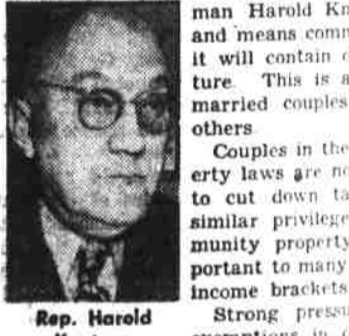 man Harold Kn
and means comm
it will contain
ture. This is a
married couples
others
Couples in the
erty laws are no
to cut down ta
similar privilege
munity property
portant to many
income brackets
Strong pressu
Rep. Harold